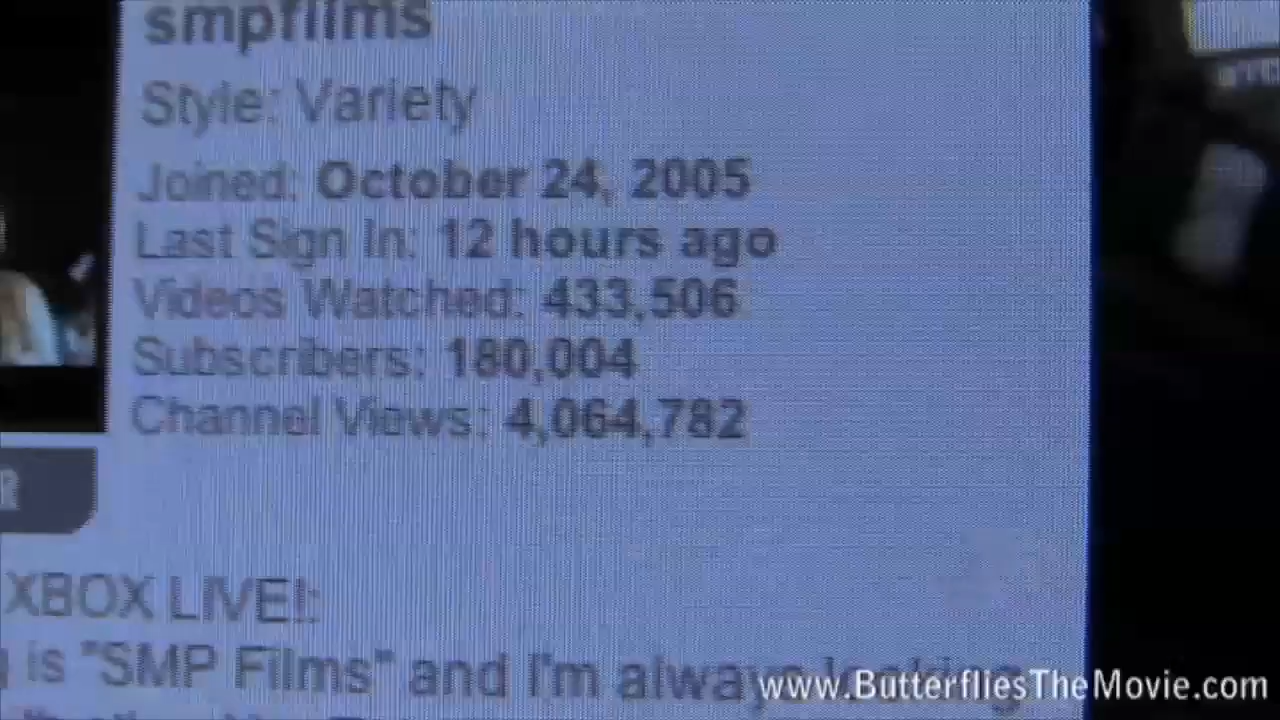 smpfilms
Style: Variety
Joined: October 24, 2005
Last Sign In: 12 hours ago
Videos Watched: 433,506
Subscribers: 180,004
Channel Views: 4,064,782
R
XBOX LIVE!:
is "SMP Films" and I'm always looking
www.ButterfliesTheMovie.com